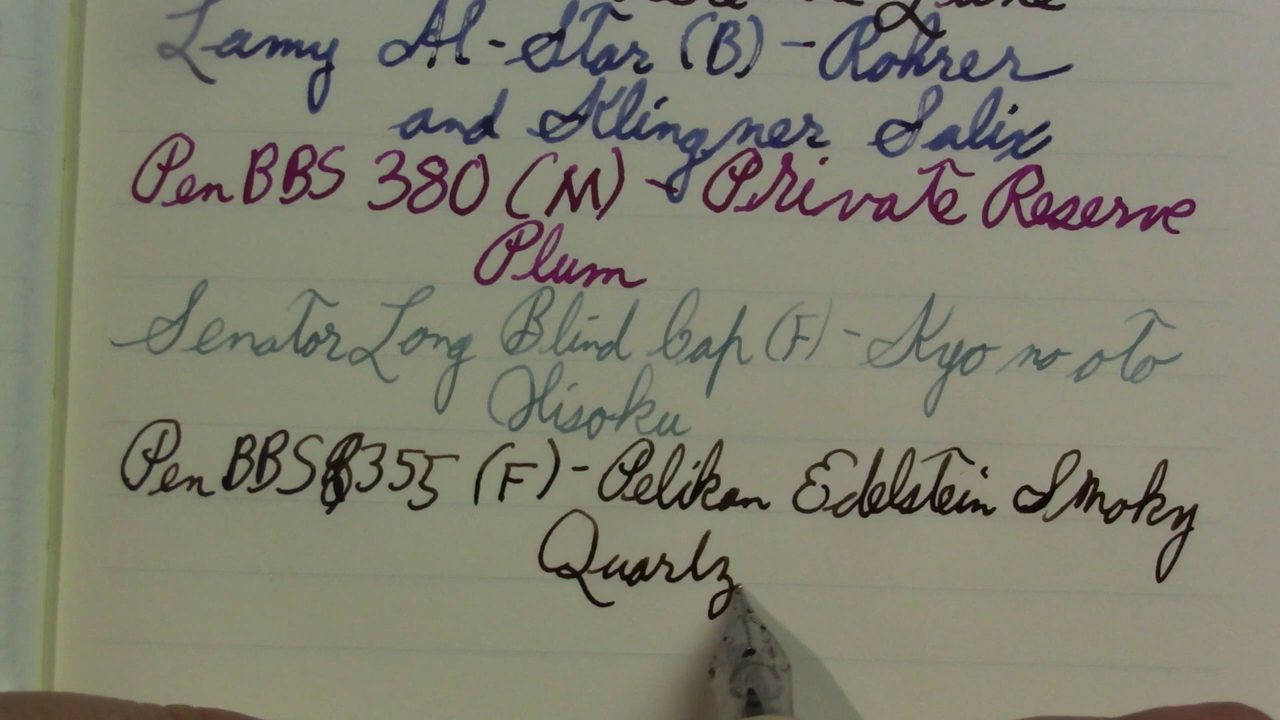 Lamy Al-Star (B) - Rohrer
and Klingner Salix
PenBBS 380 (M) - Private Reserve
Plum
Senator Long Blind Cap (F) - Kyo no oto
Hisoku
PenBBS 355 (F) - Pelikan Edelstein Smoky
Quartz